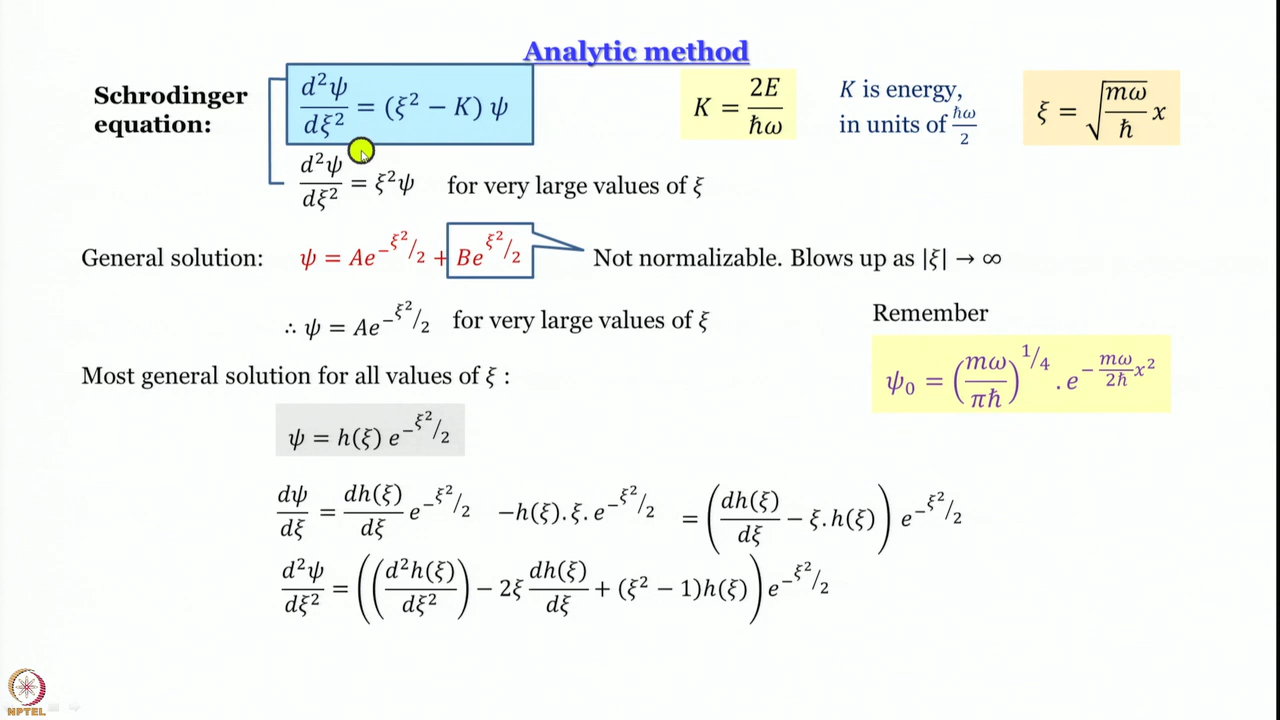 Analytic method
Schrodinger equation:
d²ψ/dξ² = (ξ² − K) ψ
K = 2E/ħω
K is energy,
in units of ħω/2
ξ = √(mω/ħ) x
d²ψ/dξ² = ξ²ψ for very large values of ξ
General solution: ψ = Ae^(−ξ²/2) + Be^(ξ²/2) Not normalizable. Blows up as |ξ| → ∞
∴ ψ = Ae^(−ξ²/2) for very large values of ξ
Remember
ψ₀ = (mω/πħ)^(1/4) . e^(−(mω/2ħ)x²)
Most general solution for all values of ξ :
ψ = h(ξ) e^(−ξ²/2)
dψ/dξ = dh(ξ)/dξ e^(−ξ²/2) −h(ξ).ξ.e^(−ξ²/2) = (dh(ξ)/dξ − ξ.h(ξ)) e^(−ξ²/2)
d²ψ/dξ² = ((d²h(ξ)/dξ²) − 2ξ dh(ξ)/dξ + (ξ² − 1)h(ξ)) e^(−ξ²/2)
NPTEL